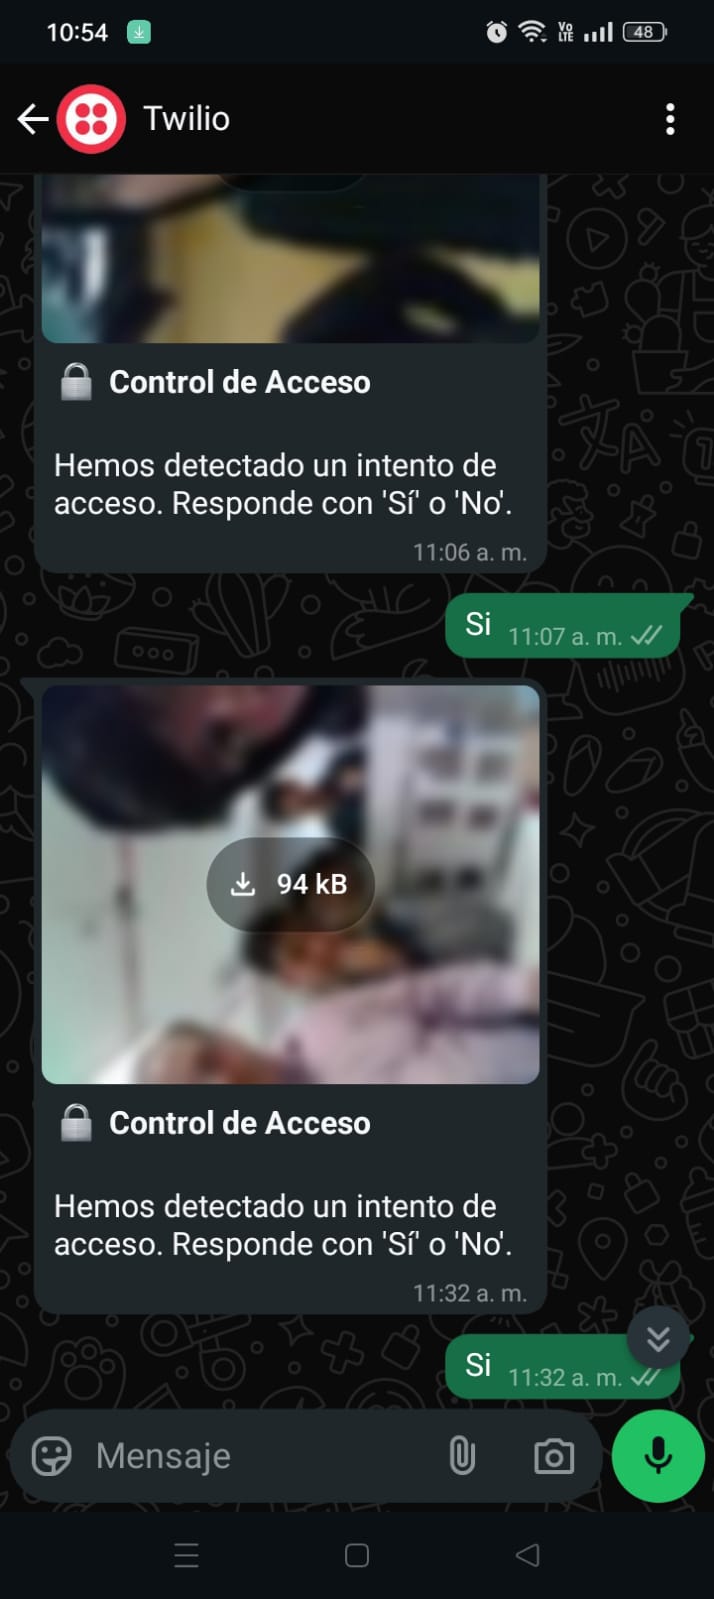 10:54
Vo
LTE
48
Twilio
Control de Acceso
Hemos detectado un intento de
acceso. Responde con 'Sí' o 'No'.
11:06 a. m.
Si 11:07 a. m.
94 kB
Control de Acceso
Hemos detectado un intento de
acceso. Responde con 'Sí' o 'No'.
11:32 a. m.
Si 11:32 a. m.
Mensaje